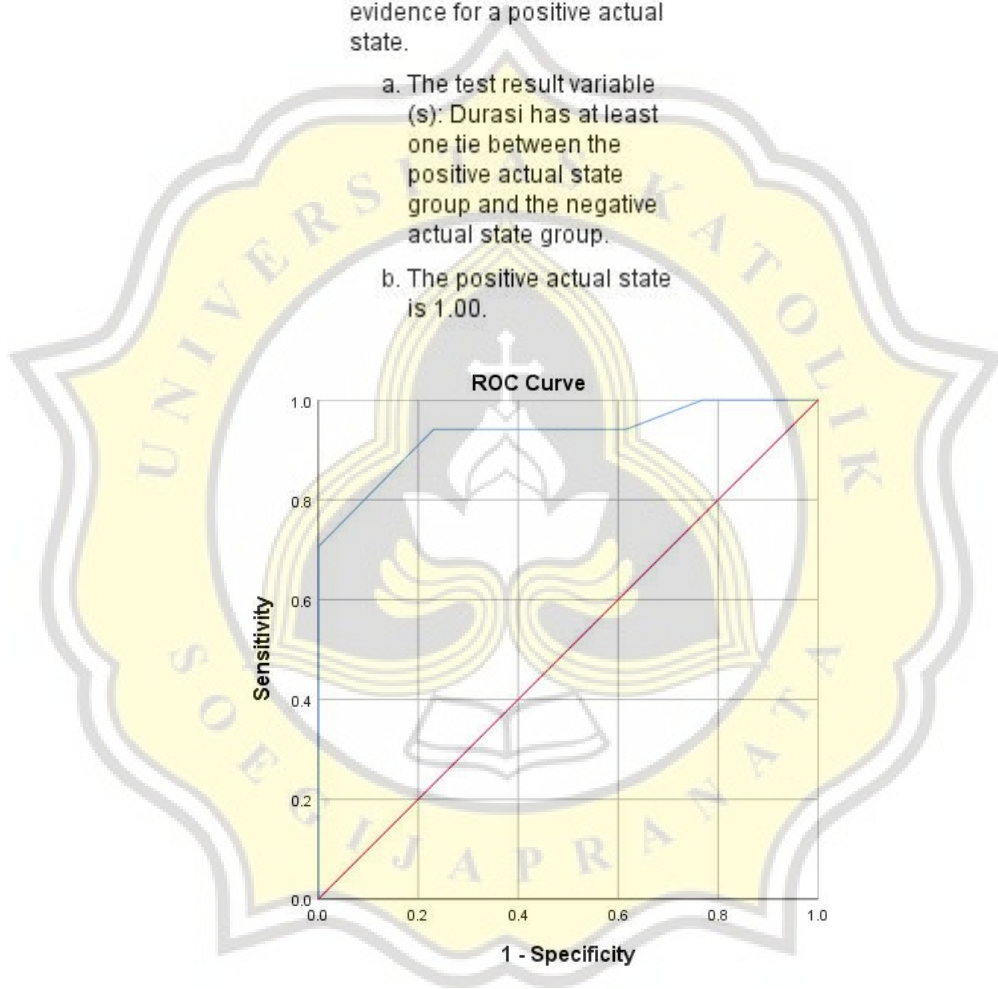 evidence for a positive actual
state.
a. The test result variable
(s): Durasi has at least
one tie between the
positive actual state
group and the negative
actual state group.
b. The positive actual state
is 1.00.
UNIVERSITAS KATOLIK
SOEGIJAPRANATA
ROC Curve
1.0
0.8
0.6
0.4
0.2
0.0
Sensitivity
0.0 0.2 0.4 0.6 0.8 1.0
1 - Specificity